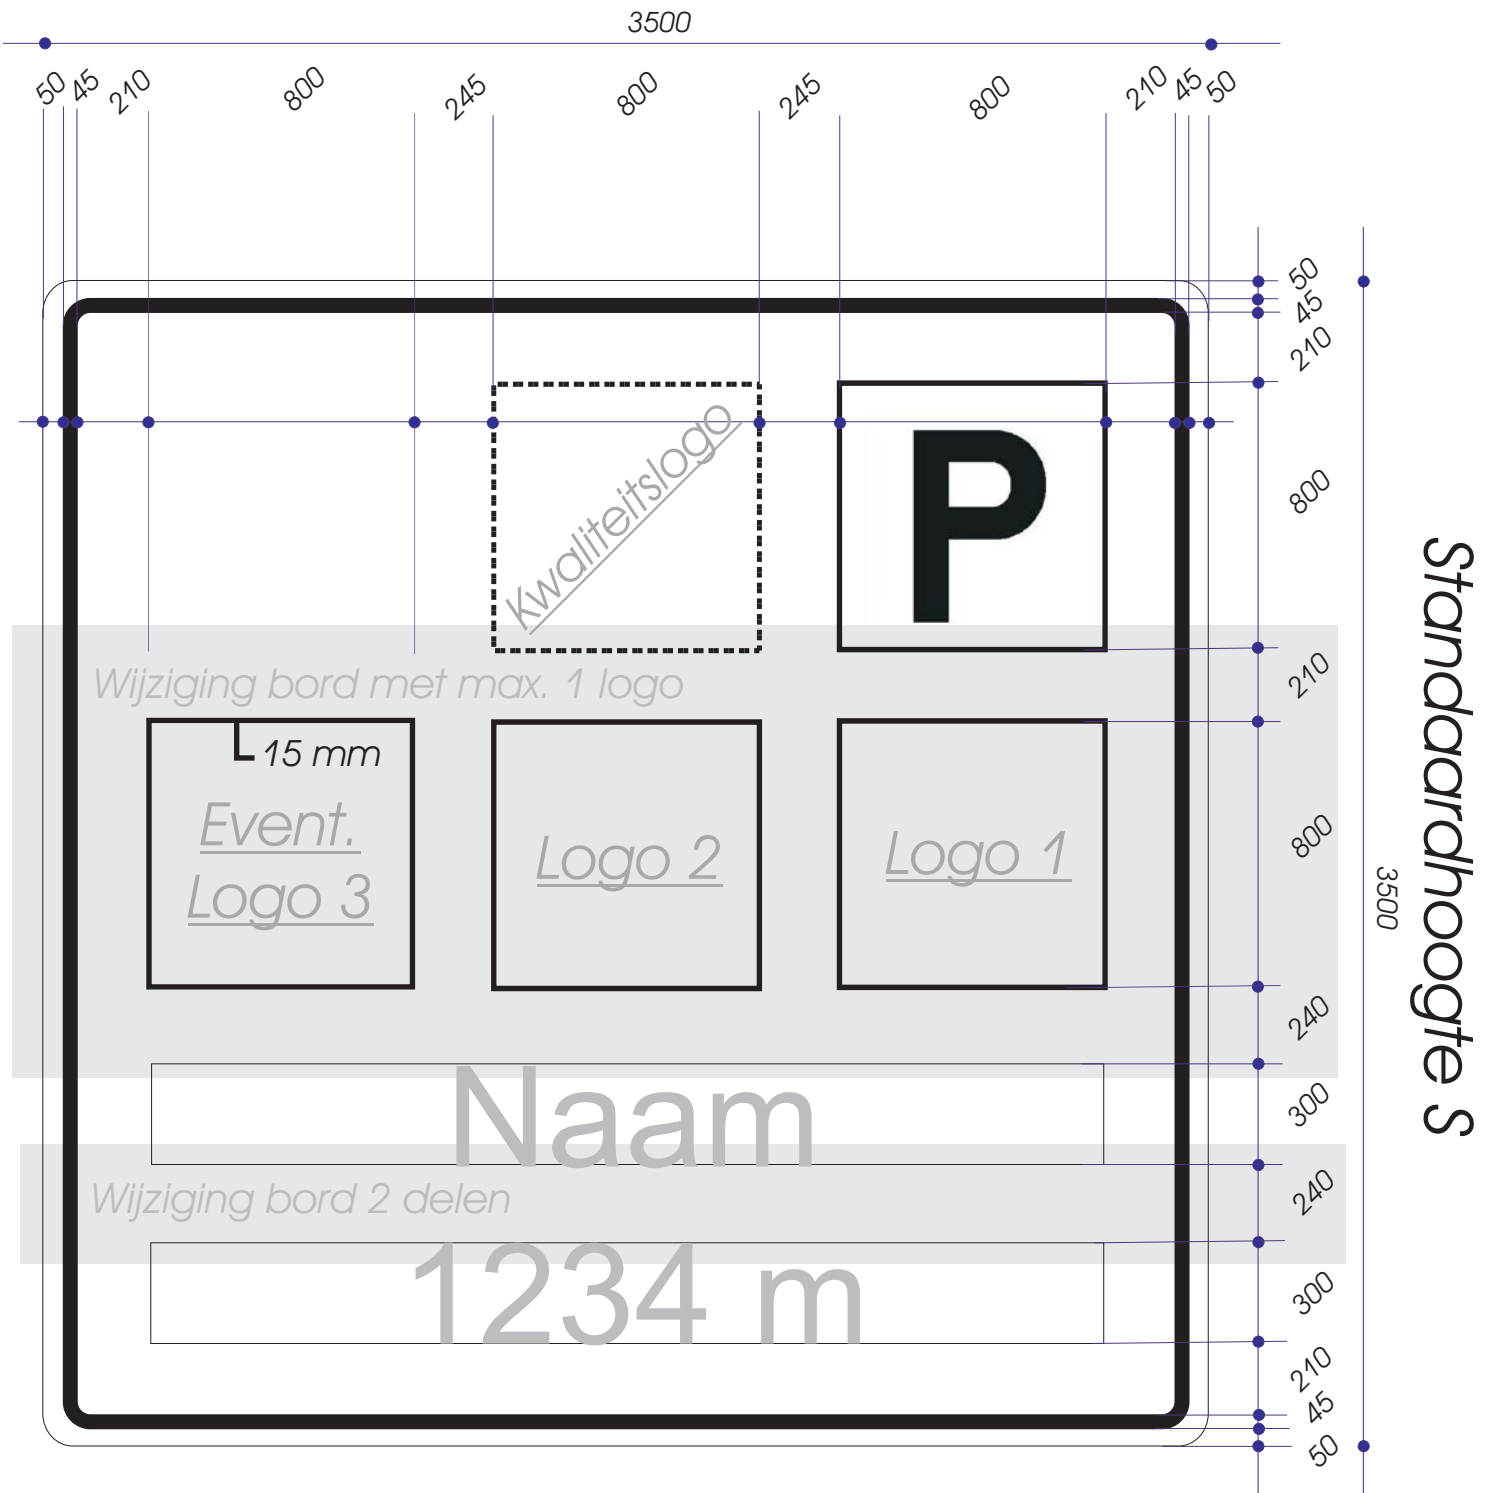 3500
50 45 210 800 245 800 245 800 210 45 50
50
45
210
Kwaliteitslogo
P
800
Standaardhoogte S
Wijziging bord met max. 1 logo
210
15 mm
Event.
Logo 3
Logo 2
Logo 1
800
3500
240
Naam
300
Wijziging bord 2 delen
240
1234 m
300
210
45
50